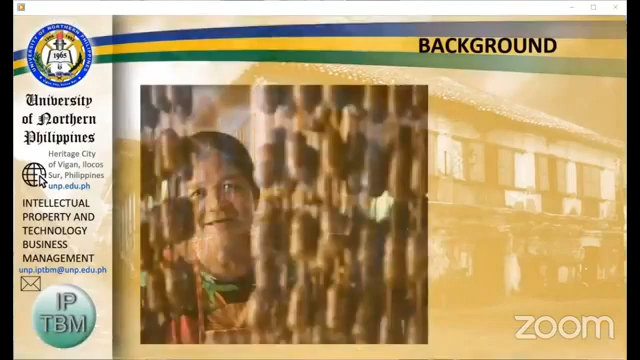 BACKGROUND
1965
University
of Northern
Philippines
Heritage City
of Vigan, ilocos
Sur, Philippines
unp.edu.ph
INTELLECTUAL
PROPERTY AND
TECHNOLOGY
BUSINESS
MANAGEMENT
unp.iptbm@unp.edu.ph
IP
TBM
zoom